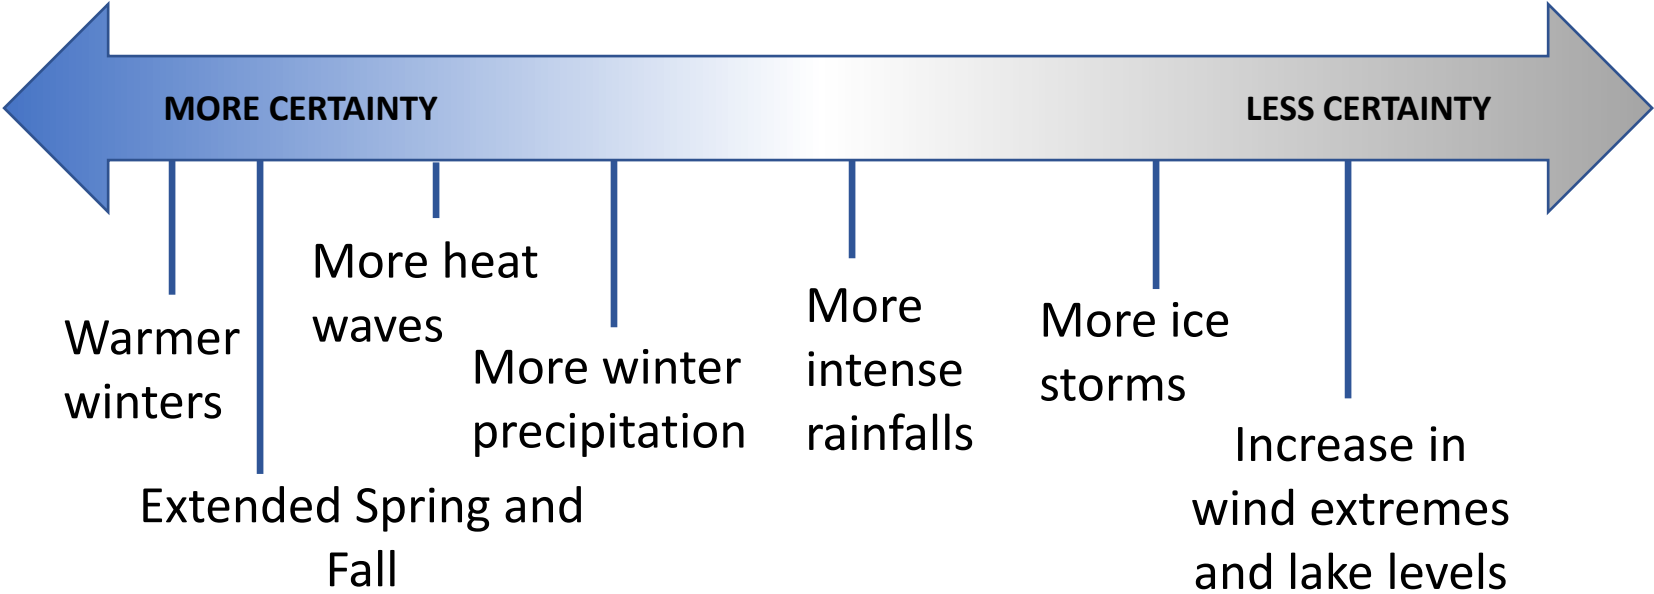 MORE CERTAINTY
LESS CERTAINTY
Warmer
winters
Extended Spring and
Fall
More heat
waves
More winter
precipitation
More
intense
rainfalls
More ice
storms
Increase in
wind extremes
and lake levels